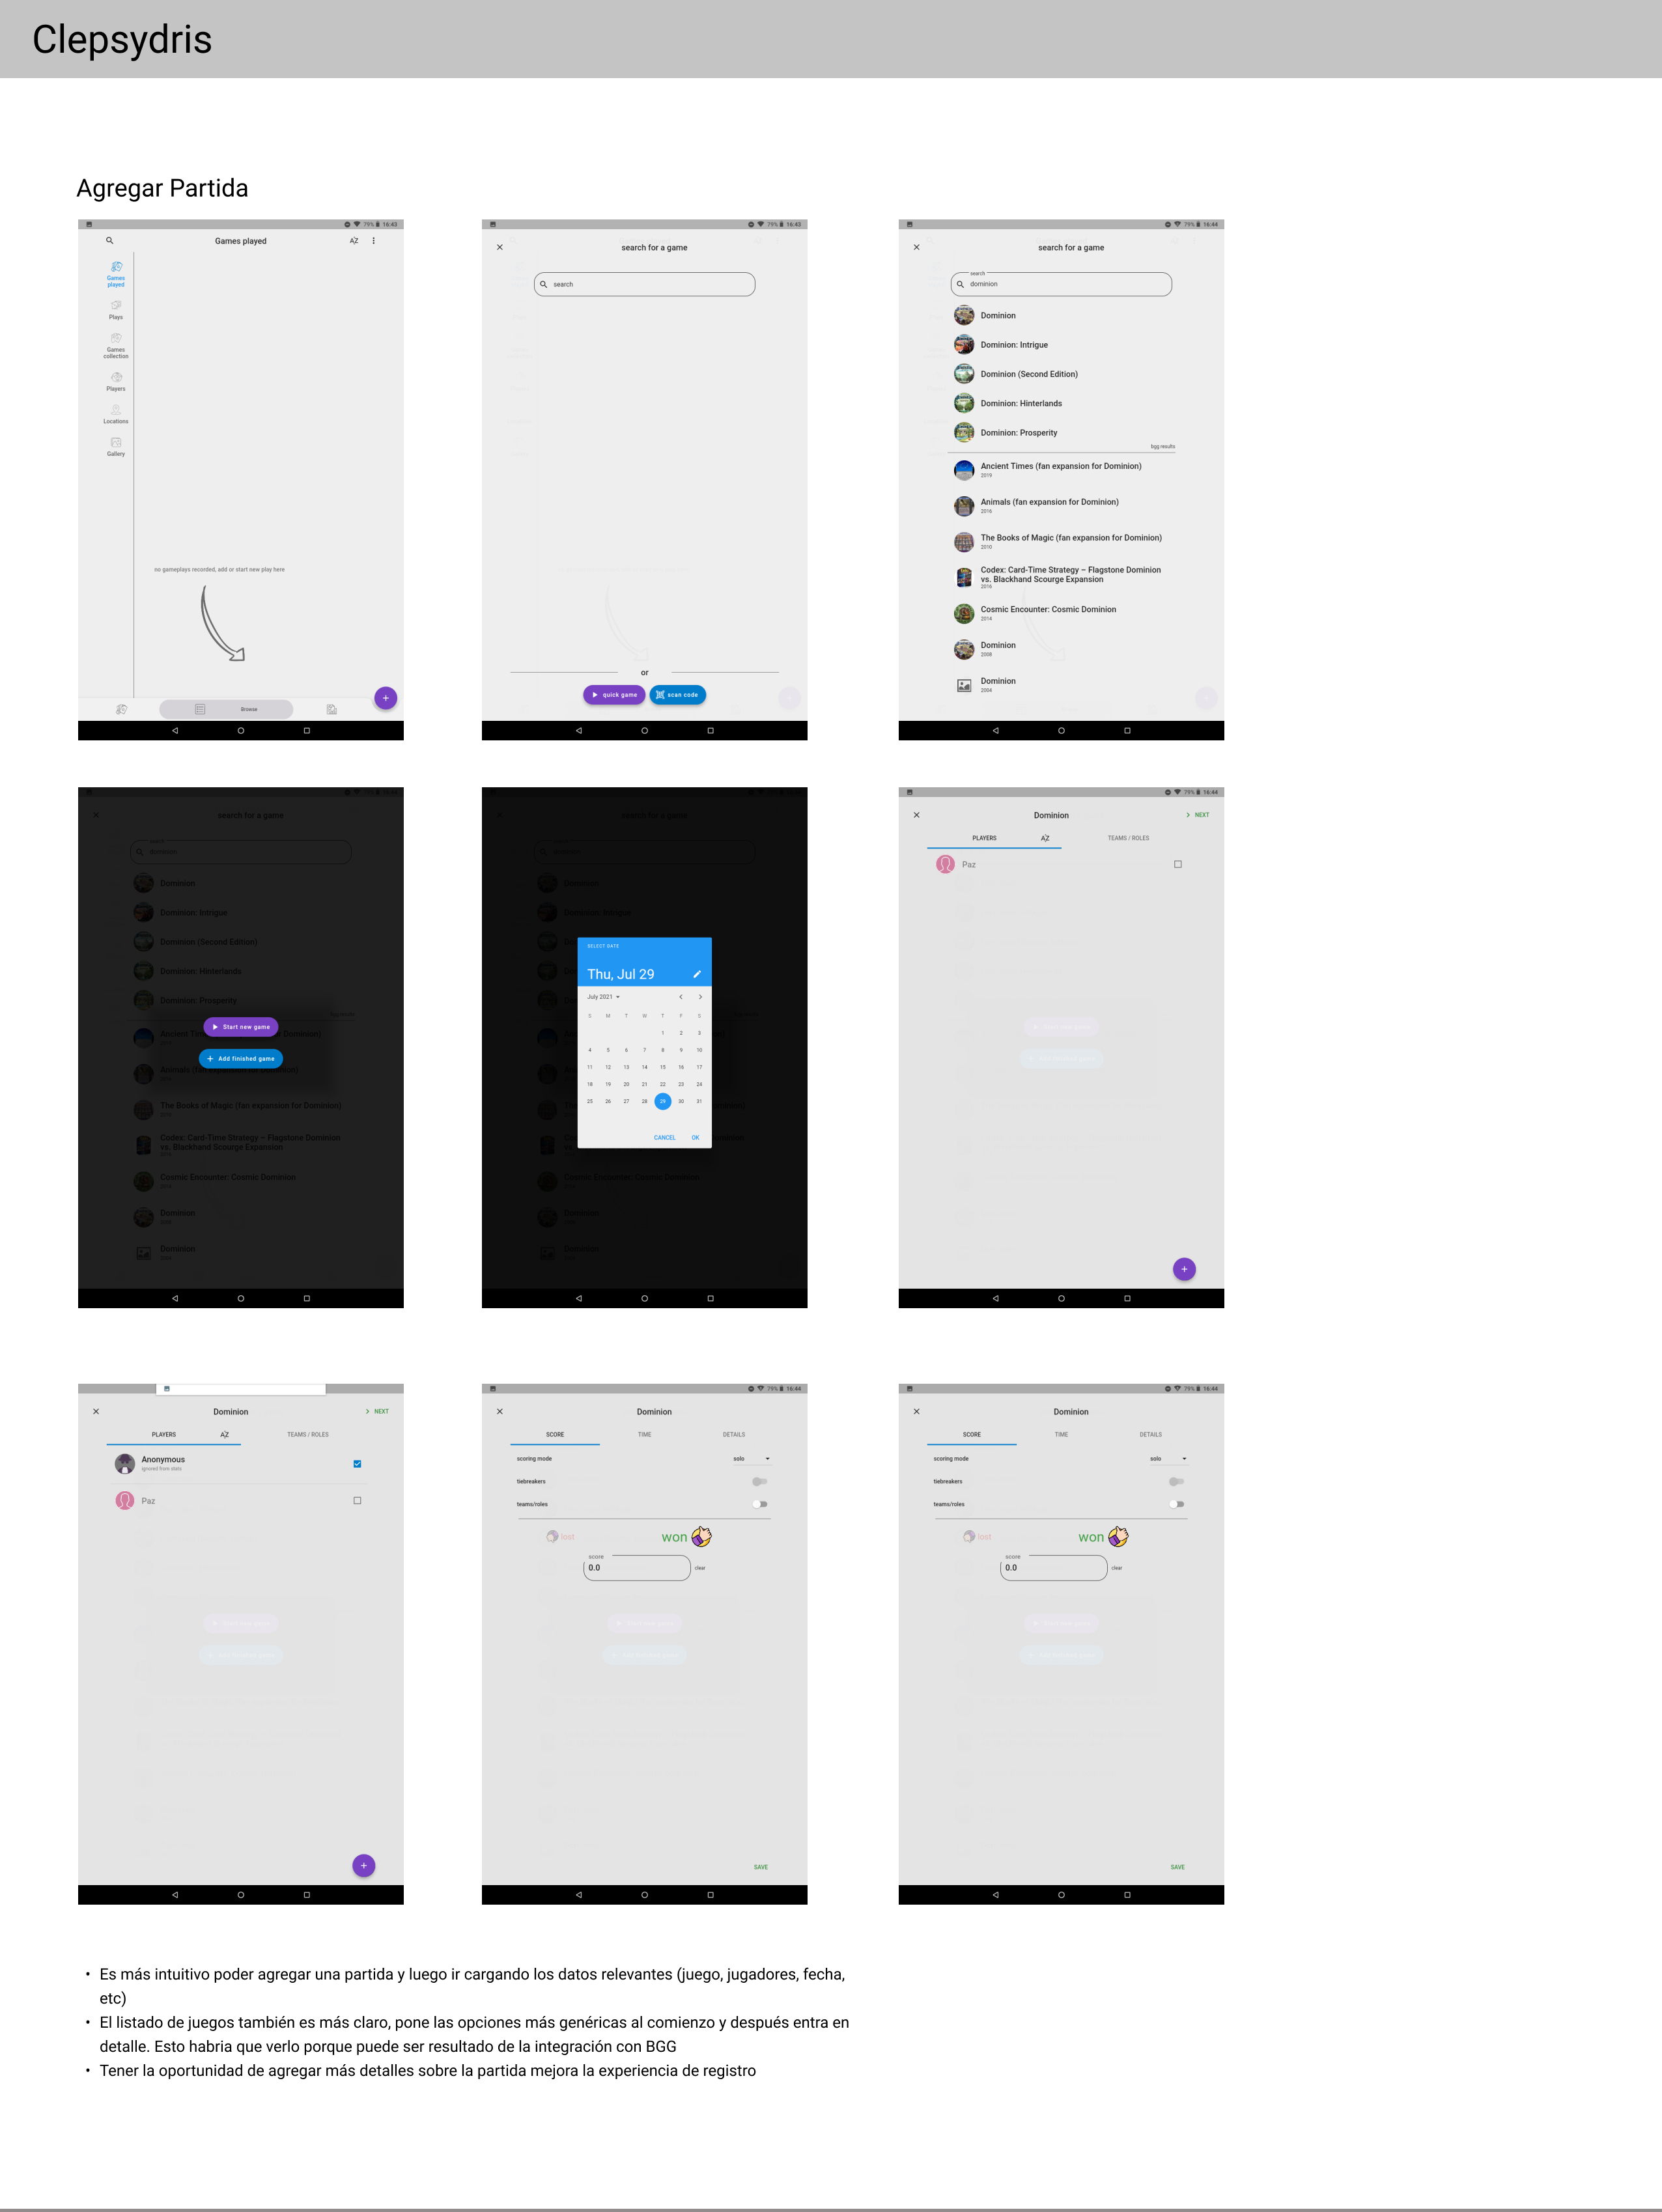 Clepsydris
Agregar Partida
79% 16:43
Games played
AZ
Games
played
Plays
Games
collection
Players
Locations
Gallery
no gameplays recorded, add or start new play here
Browse
79% 16:43
search for a game
search
or
quick game
scan code
79% 16:44
search for a game
search
dominion
Dominion
Dominion: Intrigue
Dominion (Second Edition)
Dominion: Hinterlands
Dominion: Prosperity
bgg results
Ancient Times (fan expansion for Dominion)
2019
Animals (fan expansion for Dominion)
2016
The Books of Magic (fan expansion for Dominion)
2010
Codex: Card-Time Strategy – Flagstone Dominion
vs. Blackhand Scourge Expansion
2016
Cosmic Encounter: Cosmic Dominion
2014
Dominion
2008
Dominion
2004
search for a game
dominion
Dominion
Dominion: Intrigue
Dominion (Second Edition)
Dominion: Hinterlands
Dominion: Prosperity
Start new game
Add finished game
The Books of Magic (fan expansion for Dominion)
Codex: Card-Time Strategy – Flagstone Dominion
vs. Blackhand Scourge Expansion
Cosmic Encounter: Cosmic Dominion
Dominion
Dominion
search for a game
SELECT DATE
Thu, Jul 29
July 2021
S M T W T F S
1 2 3
4 5 6 7 8 9 10
11 12 13 14 15 16 17
18 19 20 21 22 23 24
25 26 27 28 29 30 31
CANCEL OK
79% 16:44
Dominion
NEXT
PLAYERS
AZ
TEAMS / ROLES
Paz
Dominion
NEXT
PLAYERS
AZ
TEAMS / ROLES
Anonymous
ignored from stats
Paz
79% 16:44
Dominion
SCORE TIME DETAILS
scoring mode
solo
tiebreakers
teams/roles
lost
won
score
0.0
clear
SAVE
79% 16:44
Dominion
SCORE TIME DETAILS
scoring mode
solo
tiebreakers
teams/roles
lost
won
score
0.0
clear
SAVE
• Es más intuitivo poder agregar una partida y luego ir cargando los datos relevantes (juego, jugadores, fecha,
etc)
• El listado de juegos también es más claro, pone las opciones más genéricas al comienzo y después entra en
detalle. Esto habria que verlo porque puede ser resultado de la integración con BGG
• Tener la oportunidad de agregar más detalles sobre la partida mejora la experiencia de registro